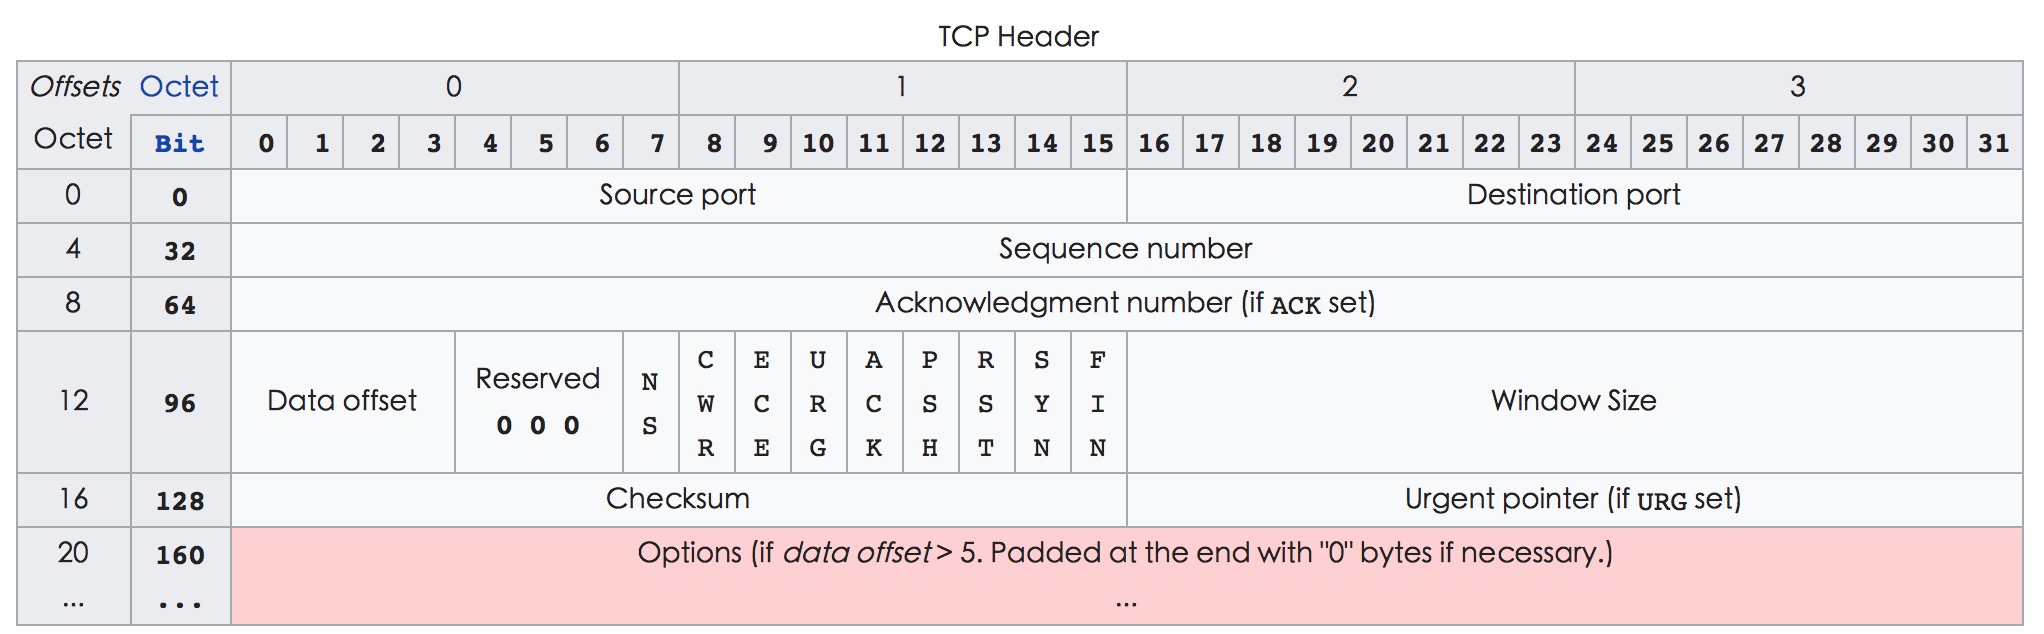 TCP Header
Offsets Octet 0 1 2 3
Octet Bit 0 1 2 3 4 5 6 7 8 9 10 11 12 13 14 15 16 17 18 19 20 21 22 23 24 25 26 27 28 29 30 31
0 0 Source port Destination port
4 32 Sequence number
8 64 Acknowledgment number (if ACK set)
12 96 Data offset Reserved 0 0 0 NS CWR ECE URG ACK PSH RST SYN FIN Window Size
16 128 Checksum Urgent pointer (if URG set)
20 160 Options (if data offset > 5. Padded at the end with "0" bytes if necessary.)
... ... ...